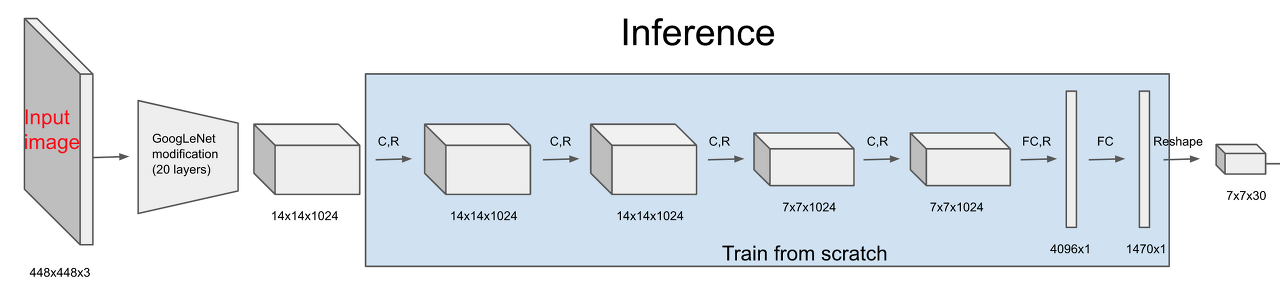 Inference
Input
image
GoogLeNet
modification
(20 layers)
C,R
C,R
C,R
C,R
FC,R
FC
Reshape
448x448x3
14x14x1024
14x14x1024
14x14x1024
7x7x1024
7x7x1024
4096x1
1470x1
7x7x30
Train from scratch